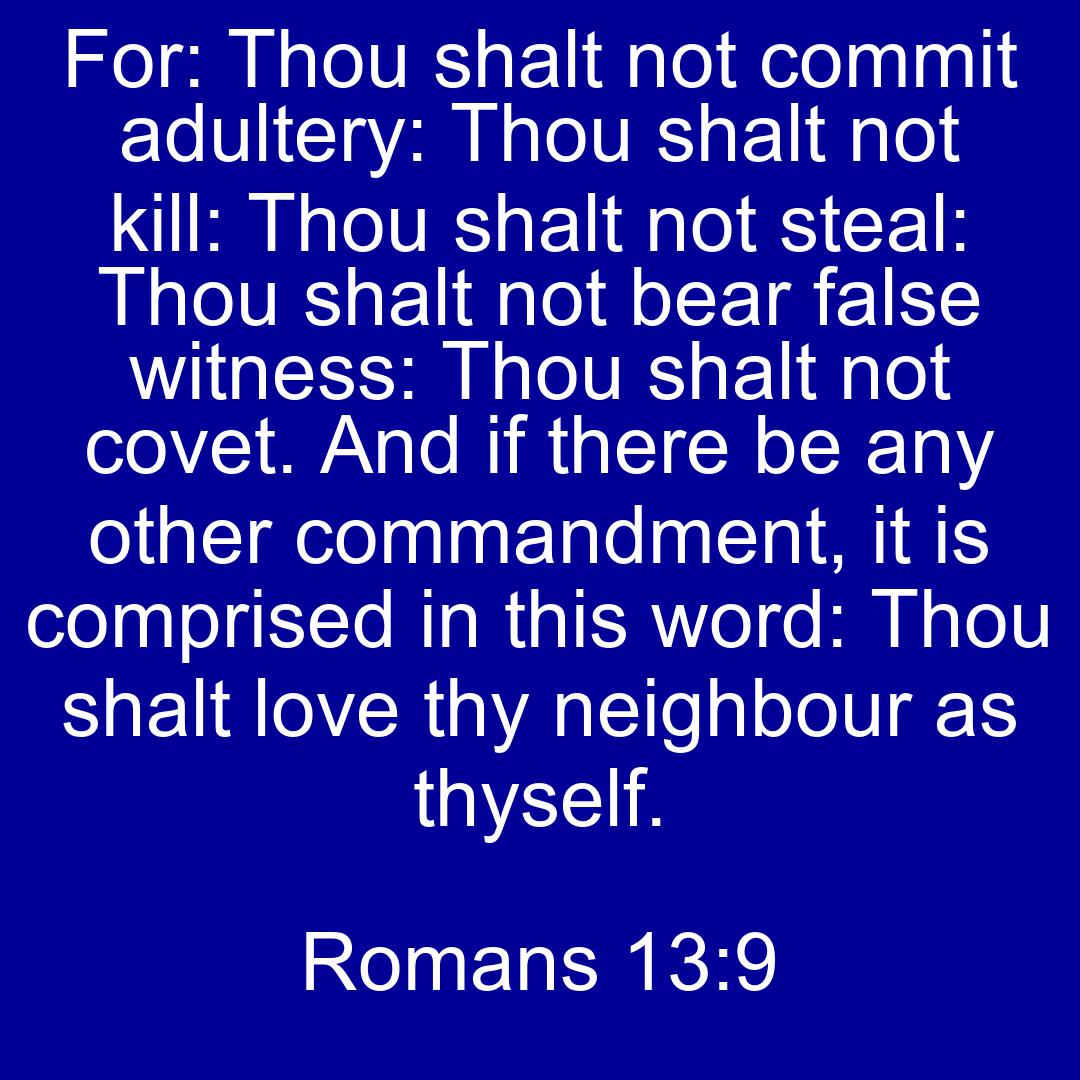 For: Thou shalt not commit
adultery: Thou shalt not
kill: Thou shalt not steal:
Thou shalt not bear false
witness: Thou shalt not
covet. And if there be any
other commandment, it is
comprised in this word: Thou
shalt love thy neighbour as
thyself.
Romans 13:9